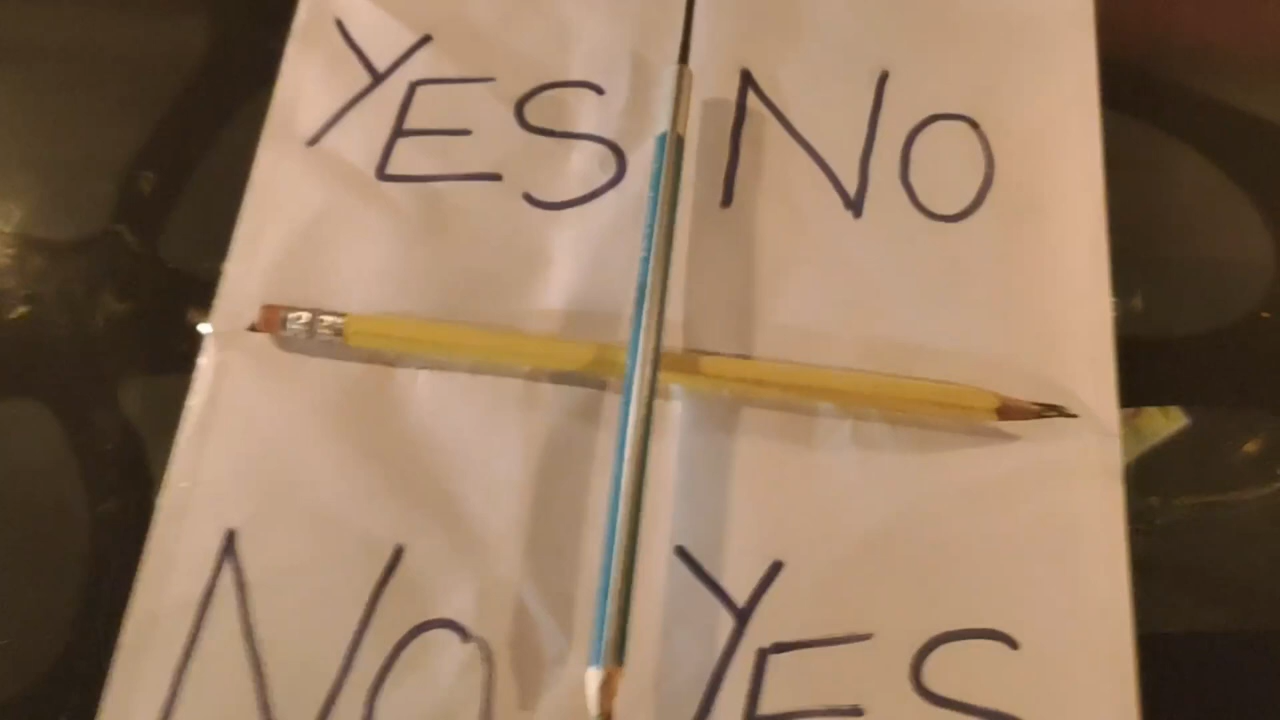 YES NO
NO YES